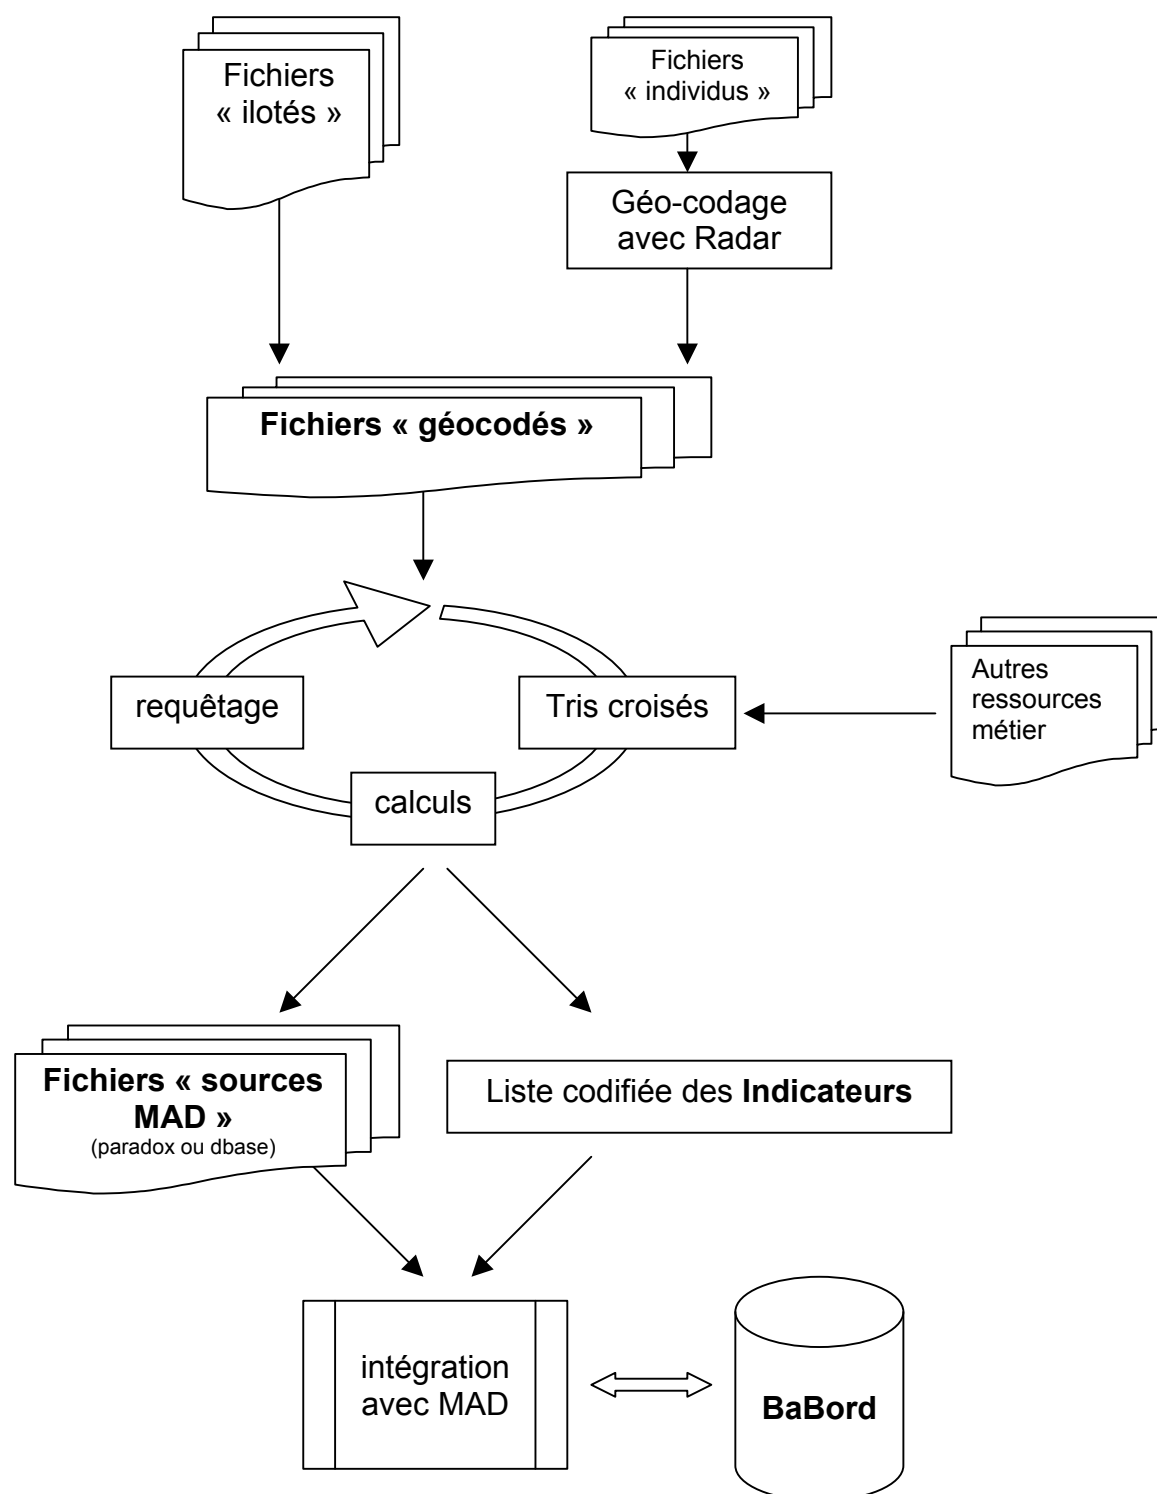 Fichiers
« ilotés »
Fichiers
« individus »
Géo-codage
avec Radar
Fichiers « géocodés »
requêtage
Tris croisés
Autres
ressources
métier
calculs
Fichiers « sources
MAD »
(paradox ou dbase)
Liste codifiée des Indicateurs
intégration
avec MAD
BaBord